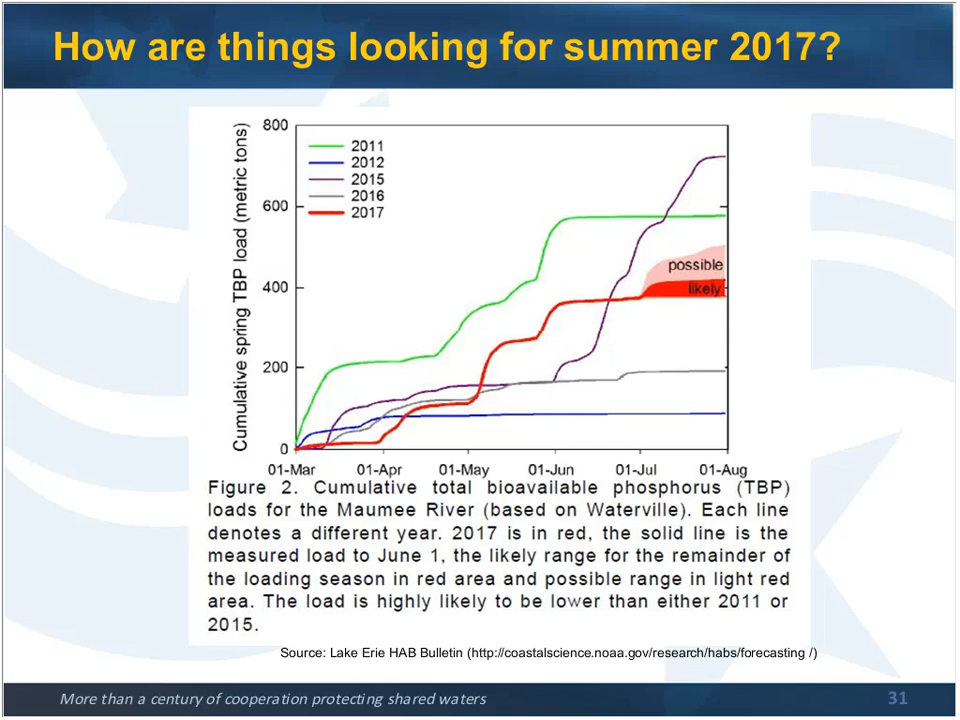 How are things looking for summer 2017?
Cumulative spring TBP load (metric tons)
800
600
400
200
0
2011
2012
2015
2016
2017
possible
likely
01-Mar 01-Apr 01-May 01-Jun 01-Jul 01-Aug
Figure 2. Cumulative total bioavailable phosphorus (TBP)
loads for the Maumee River (based on Waterville). Each line
denotes a different year. 2017 is in red, the solid line is the
measured load to June 1, the likely range for the remainder of
the loading season in red area and possible range in light red
area. The load is highly likely to be lower than either 2011 or
2015.
Source: Lake Erie HAB Bulletin (http://coastalscience.noaa.gov/research/habs/forecasting /)
More than a century of cooperation protecting shared waters
31